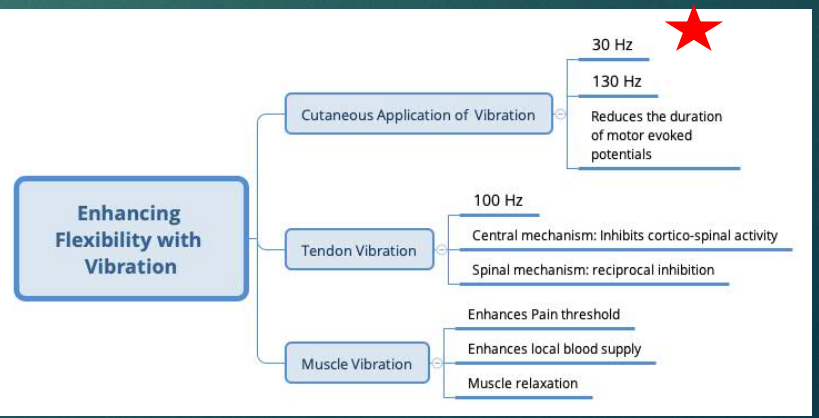 Enhancing
Flexibility with
Vibration
Cutaneous Application of Vibration
30 Hz
130 Hz
Reduces the duration
of motor evoked
potentials
Tendon Vibration
100 Hz
Central mechanism: Inhibits cortico-spinal activity
Spinal mechanism: reciprocal inhibition
Muscle Vibration
Enhances Pain threshold
Enhances local blood supply
Muscle relaxation